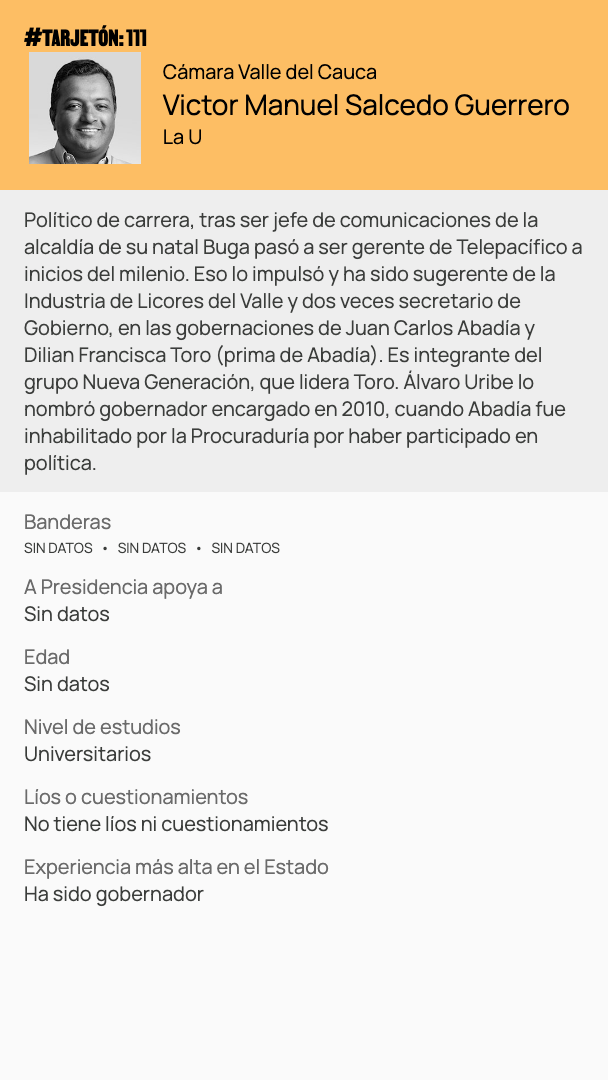 #TARJETÓN: 111
Cámara Valle del Cauca
Victor Manuel Salcedo Guerrero
La U
Político de carrera, tras ser jefe de comunicaciones de la
alcaldía de su natal Buga pasó a ser gerente de Telepacífico a
inicios del milenio. Eso lo impulsó y ha sido sugerente de la
Industria de Licores del Valle y dos veces secretario de
Gobierno, en las gobernaciones de Juan Carlos Abadía y
Dilian Francisca Toro (prima de Abadía). Es integrante del
grupo Nueva Generación, que lidera Toro. Álvaro Uribe lo
nombró gobernador encargado en 2010, cuando Abadía fue
inhabilitado por la Procuraduría por haber participado en
política.
Banderas
SIN DATOS • SIN DATOS • SIN DATOS
A Presidencia apoya a
Sin datos
Edad
Sin datos
Nivel de estudios
Universitarios
Líos o cuestionamientos
No tiene líos ni cuestionamientos
Experiencia más alta en el Estado
Ha sido gobernador